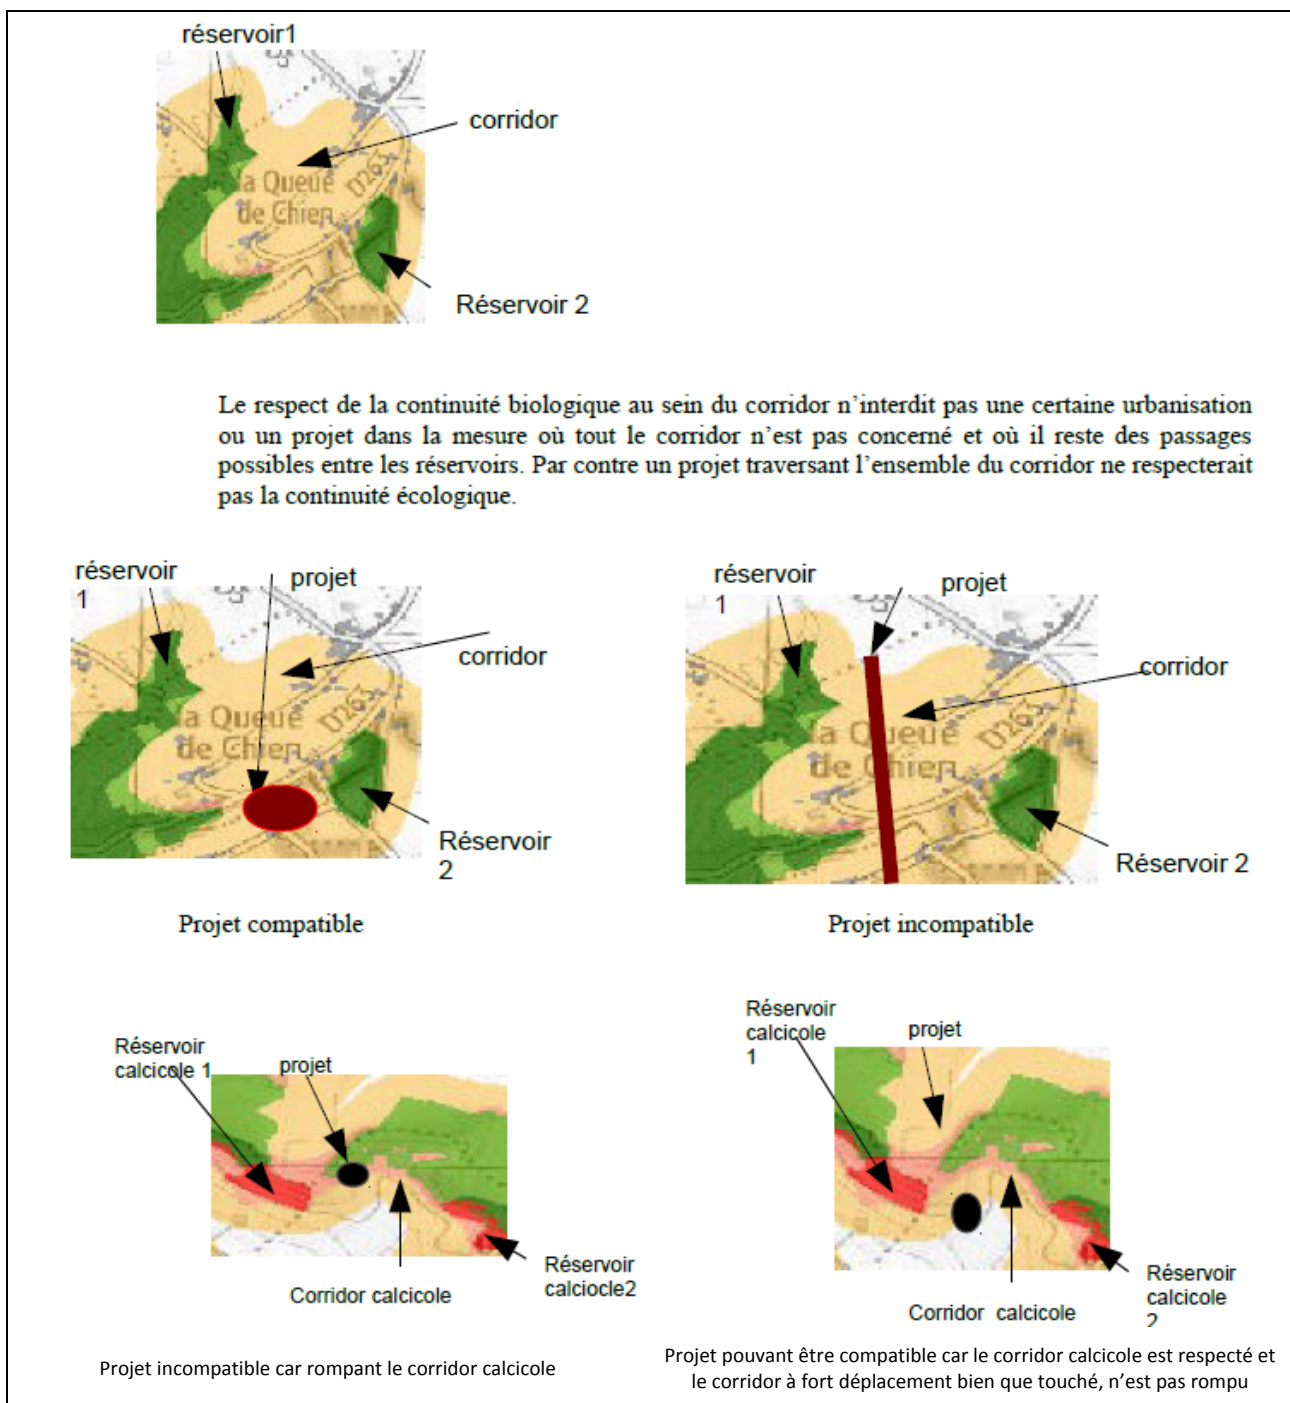 réservoir1
corridor
la Queue
de Chien
D263
Réservoir 2
Le respect de la continuité biologique au sein du corridor n'interdit pas une certaine urbanisation
ou un projet dans la mesure où tout le corridor n'est pas concerné et où il reste des passages
possibles entre les réservoirs. Par contre un projet traversant l'ensemble du corridor ne respecterait
pas la continuité écologique.
réservoir
1
projet
corridor
la Queue
de Chien
D263
Réservoir
2
Projet compatible
réservoir
1
projet
corridor
la Queue
de Chien
D263
Réservoir 2
Projet incompatible
Réservoir
calcicole 1
projet
Corridor calcicole
Réservoir
calciocle2
Projet incompatible car rompant le corridor calcicole
Réservoir
calcicole
1
projet
Corridor calcicole
Réservoir
calcicole
2
Projet pouvant être compatible car le corridor calcicole est respecté et
le corridor à fort déplacement bien que touché, n'est pas rompu